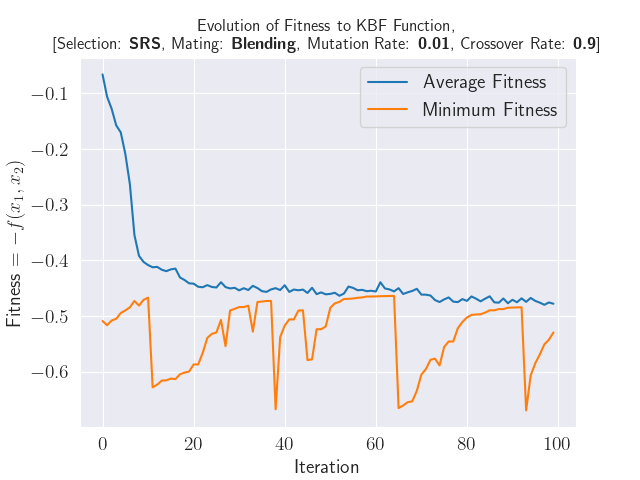 Evolution of Fitness to KBF Function,
[Selection: SRS, Mating: Blending, Mutation Rate: 0.01, Crossover Rate: 0.9]
Average Fitness
Minimum Fitness
−0.1
−0.2
−0.3
−0.4
−0.5
−0.6
Fitness = −f(x₁, x₂)
0
20
40
60
80
100
Iteration